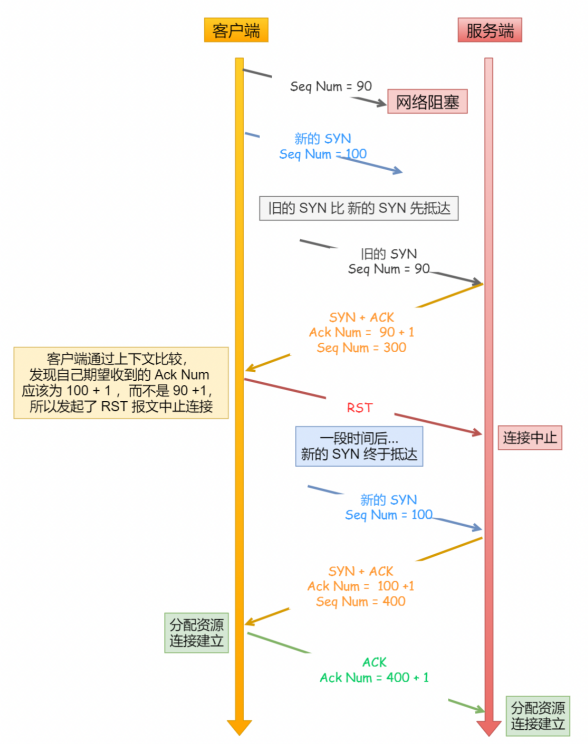 客户端
服务端
Seq Num = 90
网络阻塞
新的 SYN
Seq Num = 100
旧的 SYN 比 新的 SYN 先抵达
旧的 SYN
Seq Num = 90
SYN + ACK
Ack Num = 90 + 1
Seq Num = 300
客户端通过上下文比较，
发现自己期望收到的 Ack Num
应该为 100 + 1 ，而不是 90 +1，
所以发起了 RST 报文中止连接
RST
连接中止
一段时间后...
新的 SYN 终于抵达
新的 SYN
Seq Num = 100
SYN + ACK
Ack Num = 100 +1
Seq Num = 400
分配资源
连接建立
ACK
Ack Num = 400 + 1
分配资源
连接建立